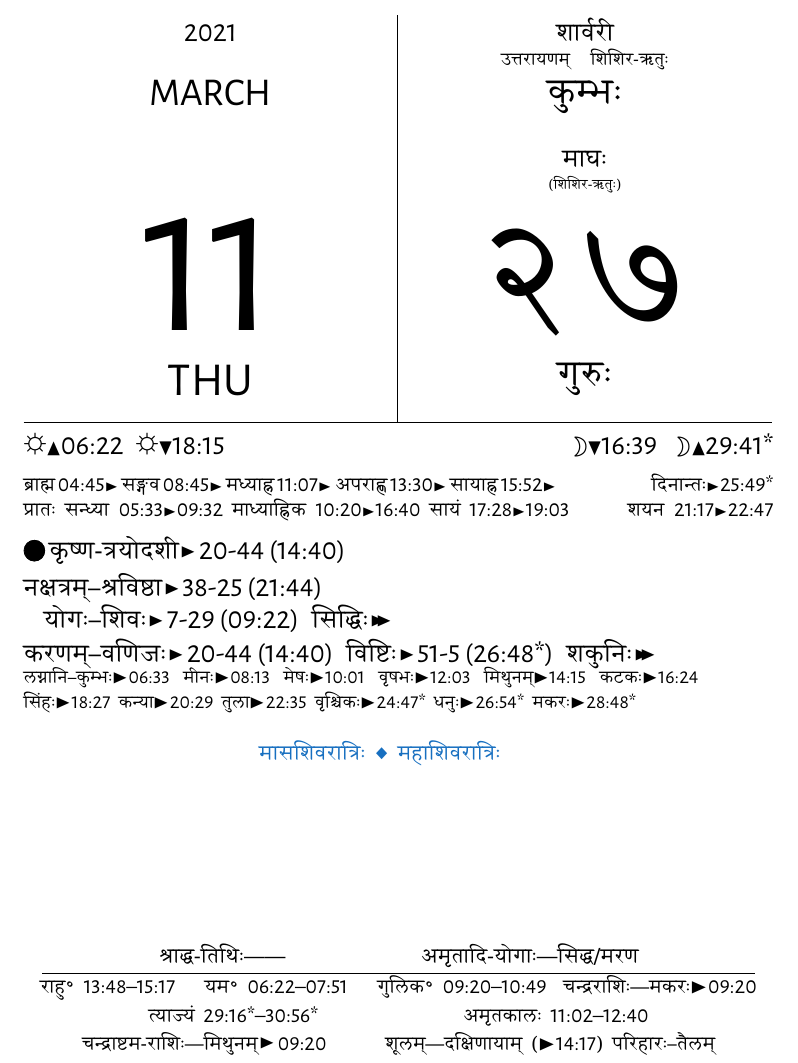 2021
MARCH
11
THU
शार्वरी
उत्तरायणम् शिशिर-ऋतुः
कुम्भः
माघः
(शिशिर-ऋतुः)
२७
गुरुः
☼▲06:22 ☼▼18:15 ☽▼16:39 ☽▲29:41*
ब्राह्म 04:45► सङ्गव 08:45► मध्याह्न 11:07► अपराह्ण 13:30► सायाह्न 15:52► दिनान्तः►25:49*
प्रातः सन्ध्या 05:33►09:32 माध्याह्निक 10:20►16:40 सायं 17:28►19:03 शयन 21:17►22:47
●कृष्ण-त्रयोदशी►20-44 (14:40)
नक्षत्रम्–श्रविष्ठा►38-25 (21:44)
योगः–शिवः►7-29 (09:22) सिद्धिः►►
करणम्–वणिजः►20-44 (14:40) विष्टिः►51-5 (26:48*) शकुनिः►►
लग्नानि–कुम्भः►06:33 मीनः►08:13 मेषः►10:01 वृषभः►12:03 मिथुनम्►14:15 कटकः►16:24
सिंहः►18:27 कन्या►20:29 तुला►22:35 वृश्चिकः►24:47* धनुः►26:54* मकरः►28:48*
मासशिवरात्रिः ◆ महाशिवरात्रिः
श्राद्ध-तिथिः—— अमृतादि-योगाः—सिद्ध/मरण
राहु° 13:48–15:17 यम° 06:22–07:51 गुलिक° 09:20–10:49 चन्द्रराशिः—मकरः►09:20
त्याज्यं 29:16*–30:56* अमृतकालः 11:02–12:40
चन्द्राष्टम-राशिः—मिथुनम्► 09:20 शूलम्—दक्षिणायाम् (►14:17) परिहारः–तैलम्